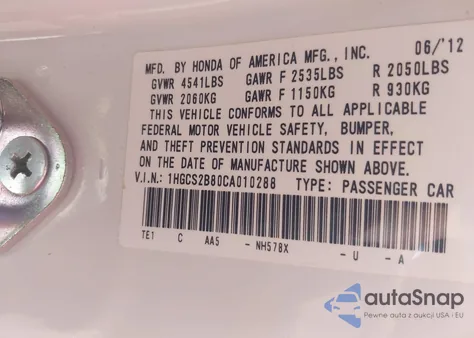 MFD. BY HONDA OF AMERICA MFG., INC. 06/'12
GVWR 4541LBS GAWR F 2535LBS R 2050LBS
GVWR 2060KG GAWR F 1150KG R 930KG
THIS VEHICLE CONFORMS TO ALL APPLICABLE
FEDERAL MOTOR VEHICLE SAFETY, BUMPER,
AND THEFT PREVENTION STANDARDS IN EFFECT
ON THE DATE OF MANUFACTURE SHOWN ABOVE.
V.I.N.: 1HGCS2B80CA010288 TYPE: PASSENGER CAR
TE1 C AA5 - NH578X - U - A
autoSnap
Pewne auta z aukcji USA i EU